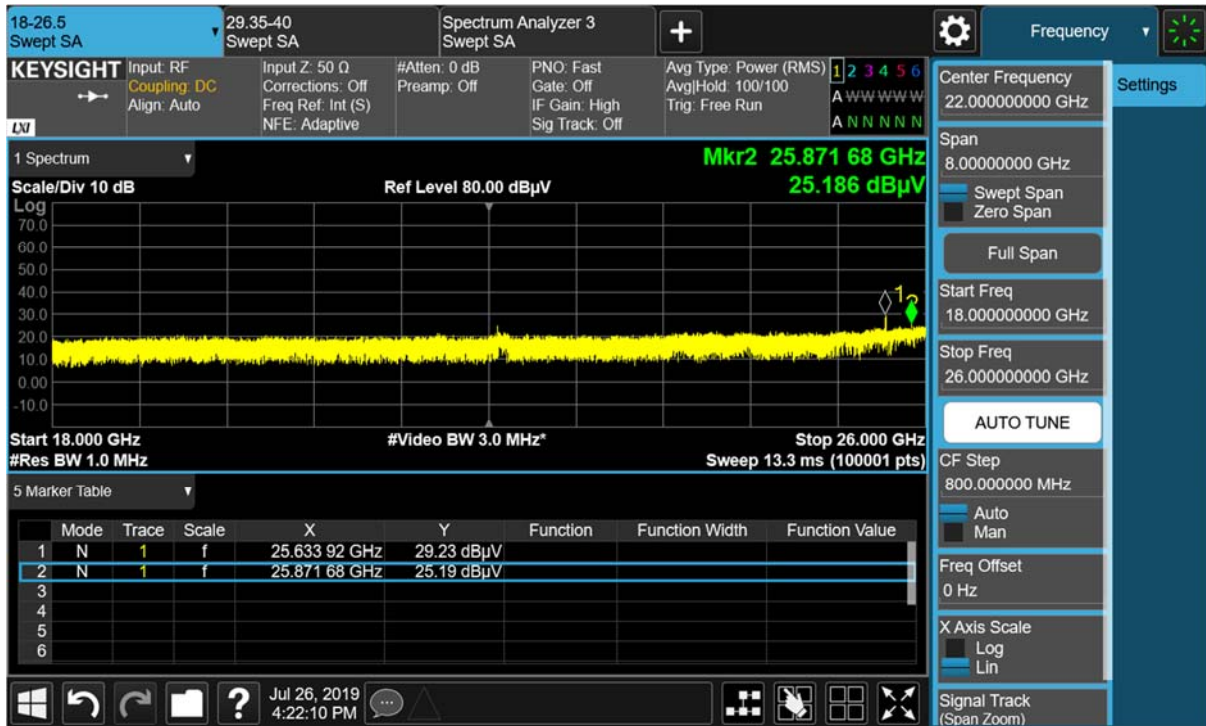 18-26.5
Swept SA
29.35-40
Swept SA
Spectrum Analyzer 3
Swept SA
Frequency
KEYSIGHT
LXI
Input: RF
Coupling: DC
Align: Auto
Input Z: 50 Ω
Corrections: Off
Freq Ref: Int (S)
NFE: Adaptive
#Atten: 0 dB
Preamp: Off
PNO: Fast
Gate: Off
IF Gain: High
Sig Track: Off
Avg Type: Power (RMS)
Avg|Hold: 100/100
Trig: Free Run
1 2 3 4 5 6
A W W W W W
A N N N N N
1 Spectrum
Scale/Div 10 dB
Ref Level 80.00 dBµV
Mkr2 25.871 68 GHz
25.186 dBµV
Log
70.0
60.0
50.0
40.0
30.0
20.0
10.0
0.00
-10.0
1
2
Start 18.000 GHz
#Video BW 3.0 MHz*
Stop 26.000 GHz
#Res BW 1.0 MHz
Sweep 13.3 ms (100001 pts)
5 Marker Table
Mode Trace Scale X Y Function Function Width Function Value
1 N 1 f 25.633 92 GHz 29.23 dBµV
2 N 1 f 25.871 68 GHz 25.19 dBµV
3
4
5
6
?
Jul 26, 2019
4:22:10 PM
Center Frequency
22.000000000 GHz
Span
8.00000000 GHz
Swept Span
Zero Span
Full Span
Start Freq
18.000000000 GHz
Stop Freq
26.000000000 GHz
AUTO TUNE
CF Step
800.000000 MHz
Auto
Man
Freq Offset
0 Hz
X Axis Scale
Log
Lin
Signal Track
(Span Zoom)
Settings